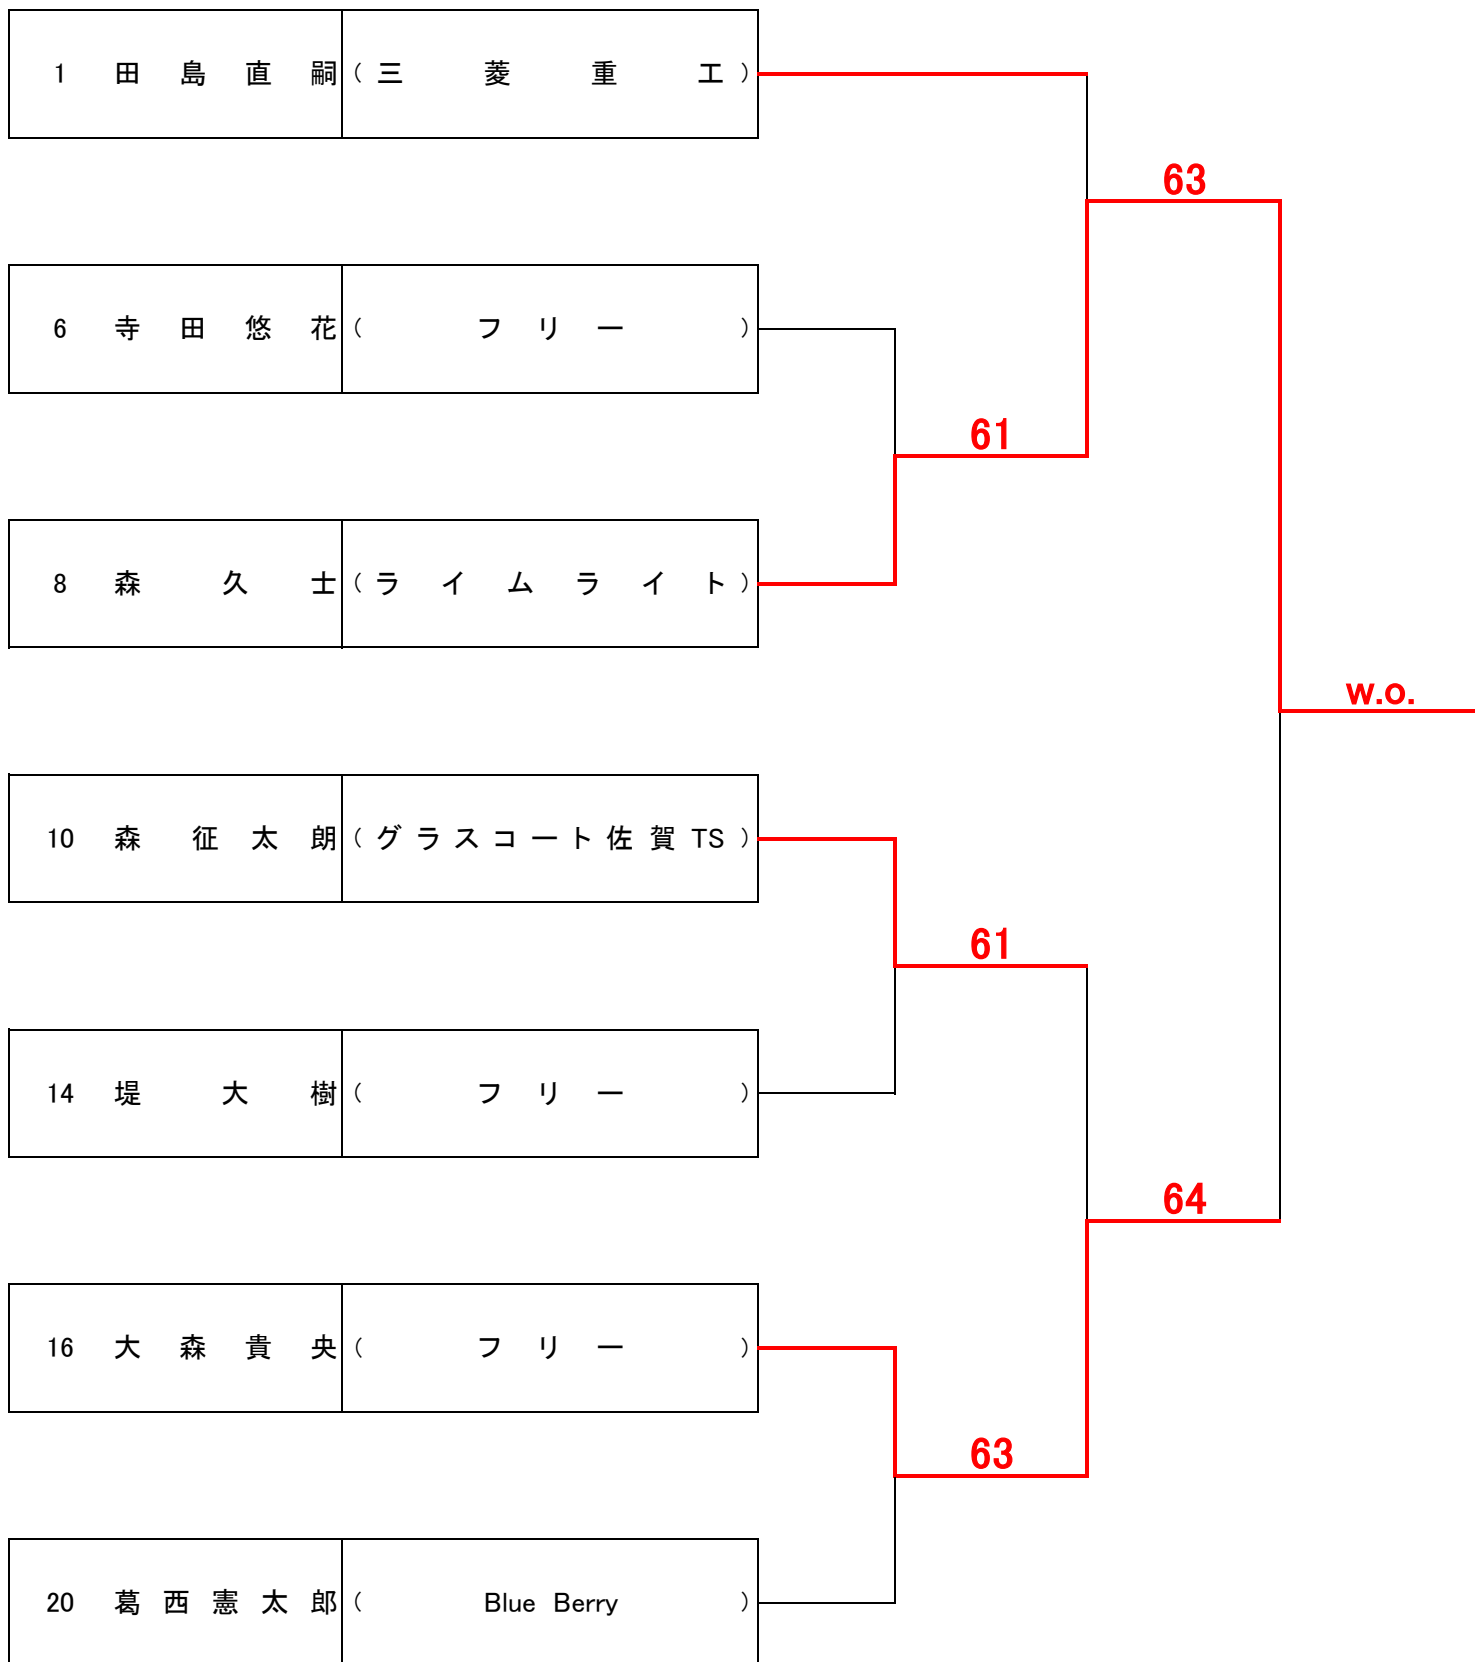 1 田島直嗣 (三菱重工)
63
6 寺田悠花 (フリー)
61
8 森久士 (ライムライト)
w.o.
10 森征太朗 (グラスコート佐賀TS)
61
14 堤大樹 (フリー)
64
16 大森貴央 (フリー)
63
20 葛西憲太郎 (Blue Berry)